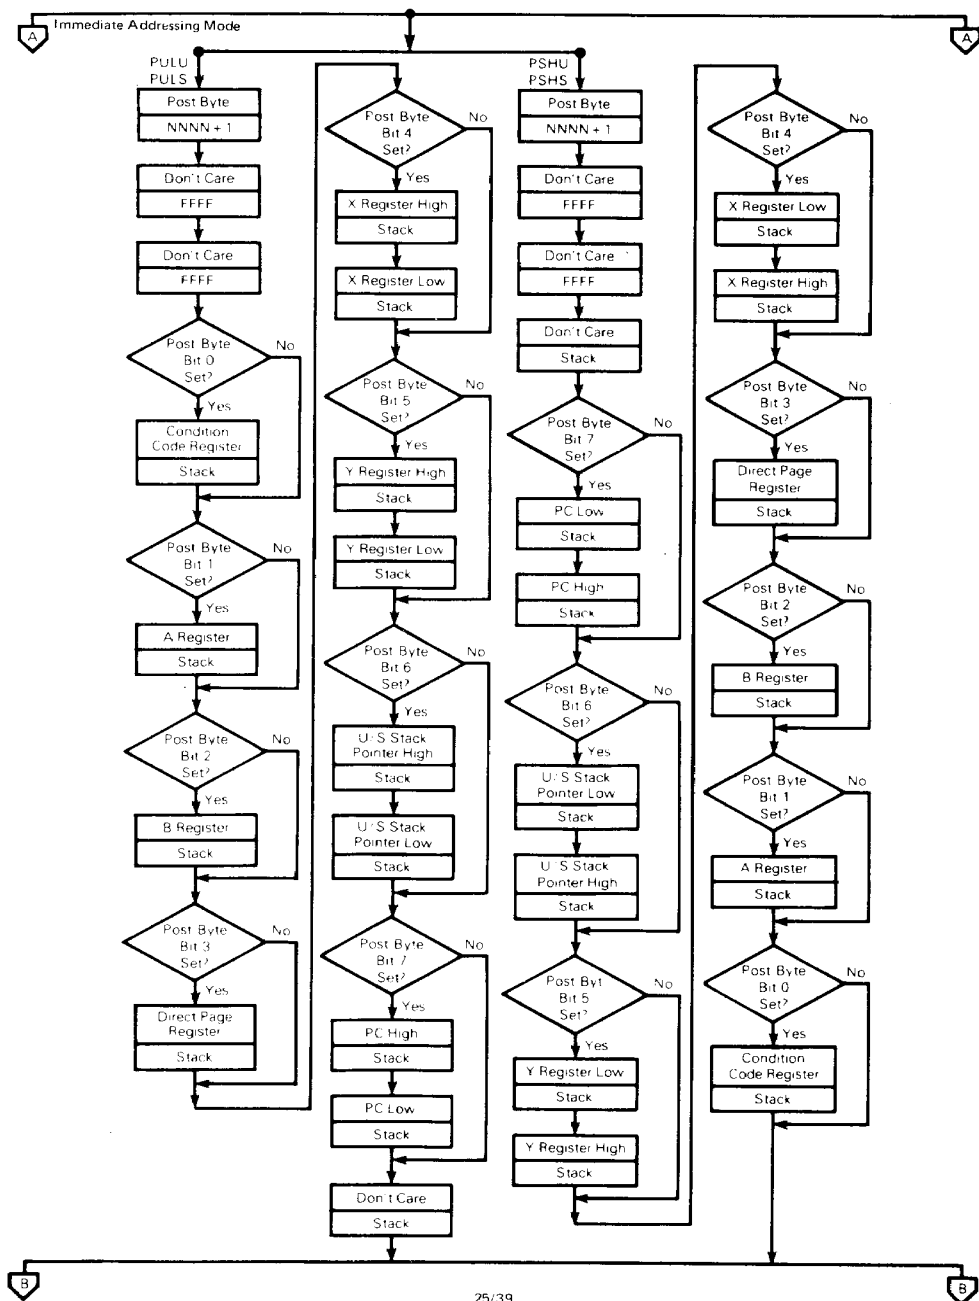 A
Immediate Addressing Mode
A
PULU
PULS
Post Byte
NNNN + 1
Don't Care
FFFF
Don't Care
FFFF
Post Byte
Bit 0
Set?
No
Yes
Condition
Code Register
Stack
Post Byte
Bit 1
Set?
No
Yes
A Register
Stack
Post Byte
Bit 2
Set?
No
Yes
B Register
Stack
Post Byte
Bit 3
Set?
No
Yes
Direct Page
Register
Stack
Post Byte
Bit 4
Set?
No
Yes
X Register High
Stack
X Register Low
Stack
Post Byte
Bit 5
Set?
No
Yes
Y Register High
Stack
Y Register Low
Stack
Post Byte
Bit 6
Set?
No
Yes
U/S Stack
Pointer High
Stack
U/S Stack
Pointer Low
Stack
Post Byte
Bit 7
Set?
No
Yes
PC High
Stack
PC Low
Stack
Don't Care
Stack
PSHU
PSHS
Post Byte
NNNN + 1
Don't Care
FFFF
Don't Care
FFFF
Don't Care
Stack
Post Byte
Bit 7
Set?
No
Yes
PC Low
Stack
PC High
Stack
Post Byte
Bit 6
Set?
No
Yes
U/S Stack
Pointer Low
Stack
U/S Stack
Pointer High
Stack
Post Byt
Bit 5
Set?
No
Yes
Y Register Low
Stack
Y Register High
Stack
Post Byte
Bit 4
Set?
No
Yes
X Register Low
Stack
X Register High
Stack
Post Byte
Bit 3
Set?
No
Yes
Direct Page
Register
Stack
Post Byte
Bit 2
Set?
No
Yes
B Register
Stack
Post Byte
Bit 1
Set?
No
Yes
A Register
Stack
Post Byte
Bit 0
Set?
No
Yes
Condition
Code Register
Stack
B
B
25/39